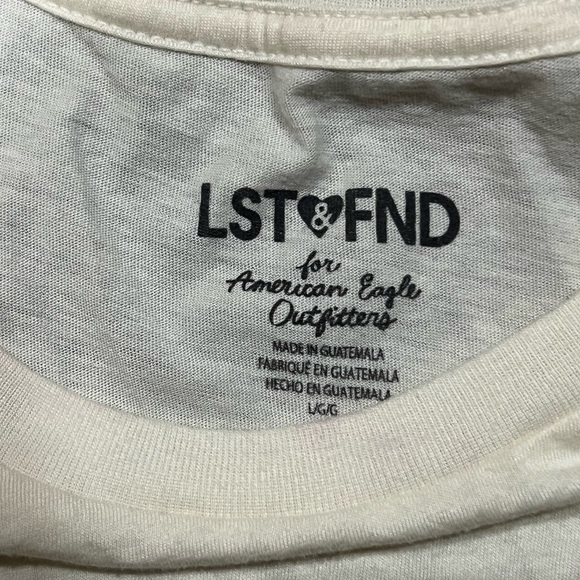 LST&FND
for
American Eagle
Outfitters
MADE IN GUATEMALA
FABRIQUÉ EN GUATEMALA
HECHO EN GUATEMALA
L/G/G